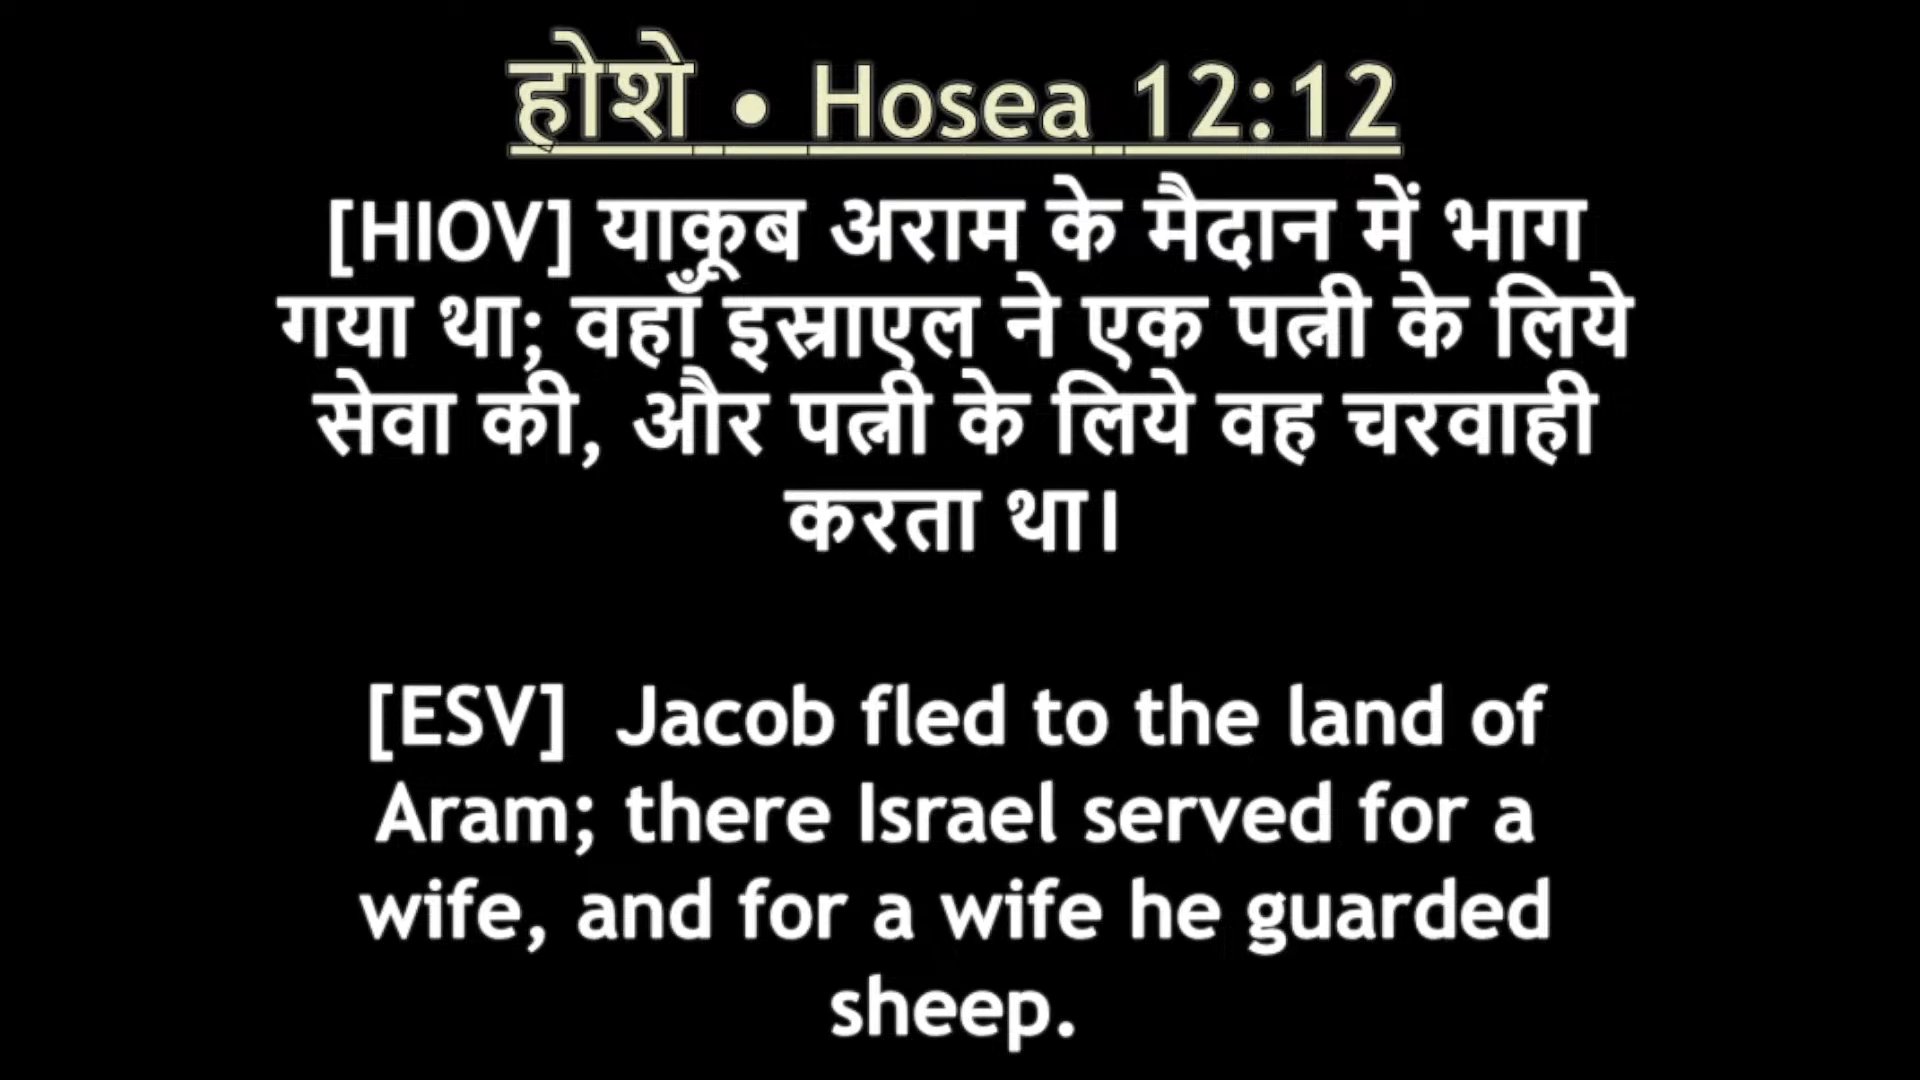 होशे • Hosea 12:12
[HIOV] याकूब अराम के मैदान में भाग
गया था; वहाँ इस्राएल ने एक पत्नी के लिये
सेवा की, और पत्नी के लिये वह चरवाही
करता था।
[ESV]  Jacob fled to the land of
Aram; there Israel served for a
wife, and for a wife he guarded
sheep.